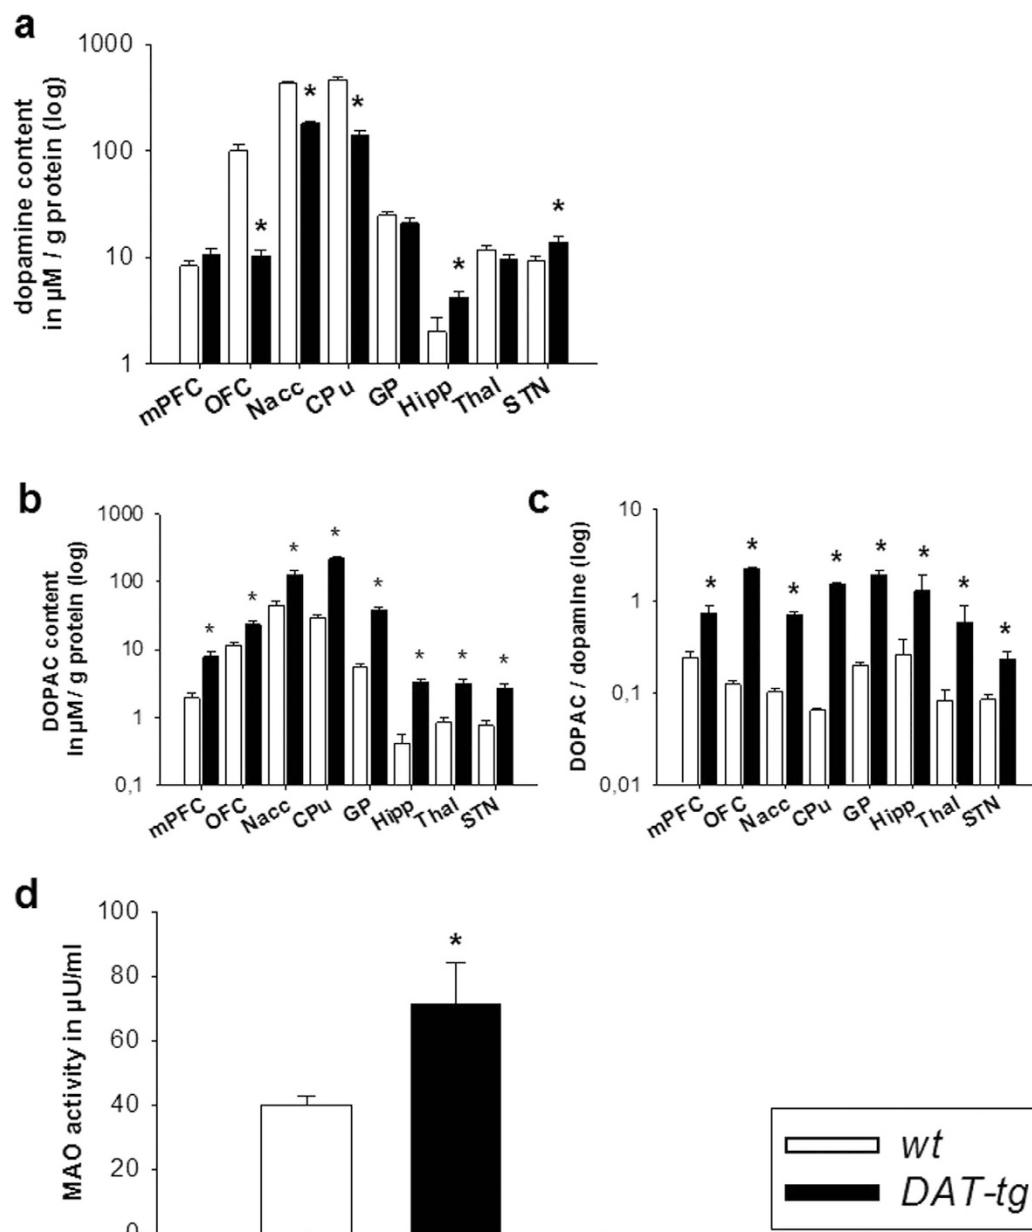 a
dopamine content
in µM / g protein (log)
1000
100
10
1
*
*
*
*
*
mPFC
OFC
Nacc
CPu
GP
Hipp
Thal
STN
b
DOPAC content
In µM / g protein (log)
1000
100
10
1
0,1
*
*
*
*
*
*
*
*
mPFC
OFC
Nacc
CPu
GP
Hipp
Thal
STN
c
DOPAC / dopamine (log)
10
1
0,1
0,01
*
*
*
*
*
*
*
*
mPFC
OFC
Nacc
CPu
GP
Hipp
Thal
STN
d
MAO activity in µU/ml
100
80
60
40
20
0
*
wt
DAT-tg